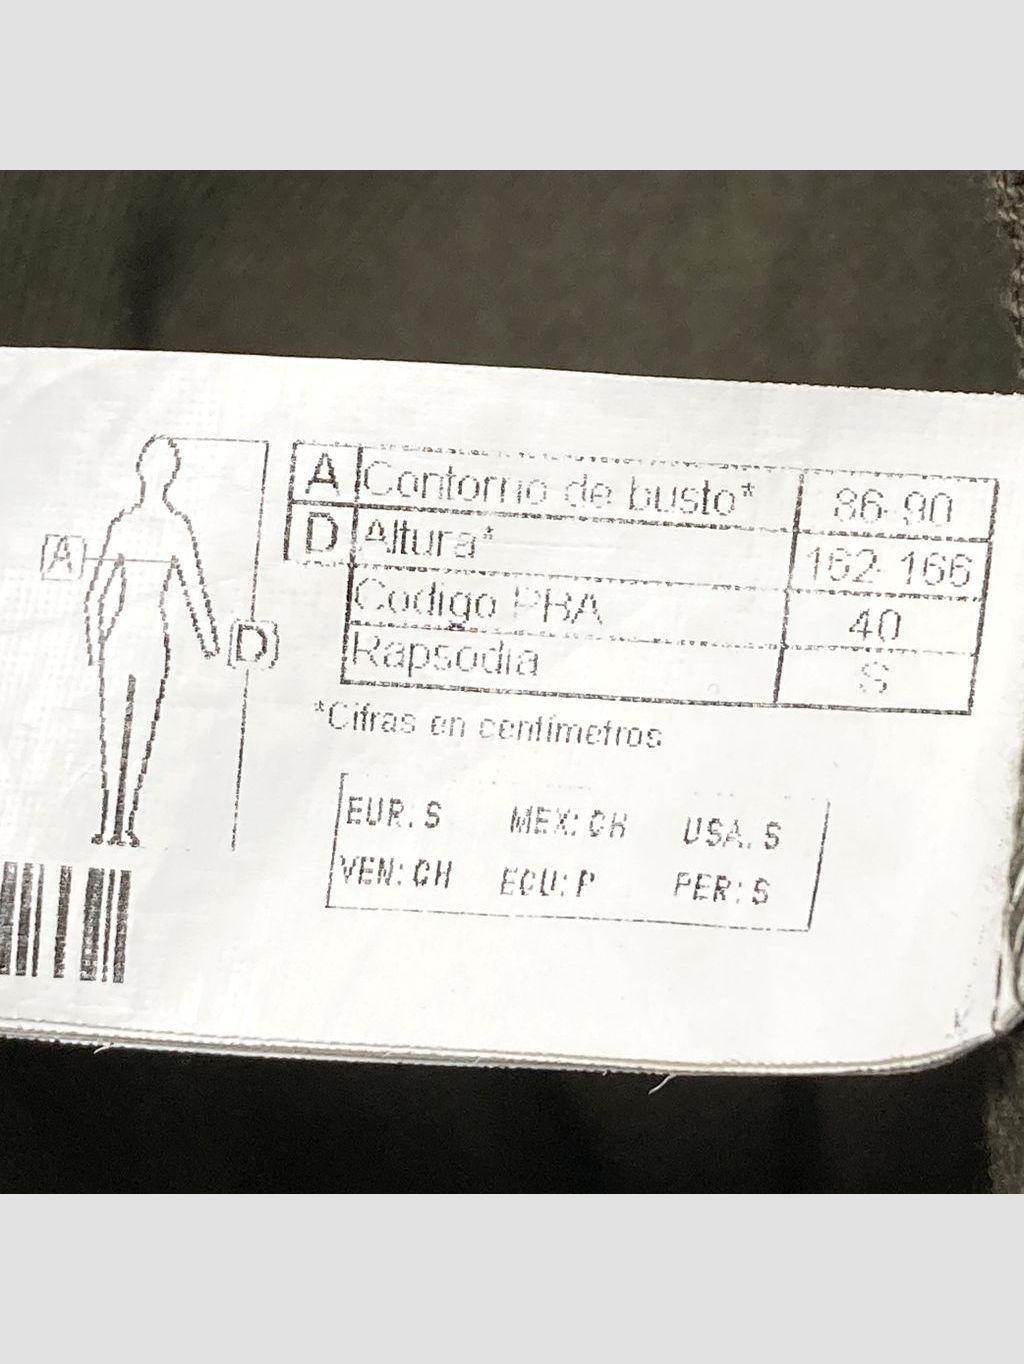 A Contorno de busto* 86-90
D Altura* 162-166
Codigo PBA 40
Rapsodia S
*Cifras en centímetros
A
D
EUR. S MEX: CH USA. S
VEN: CH ECU: P PER: S